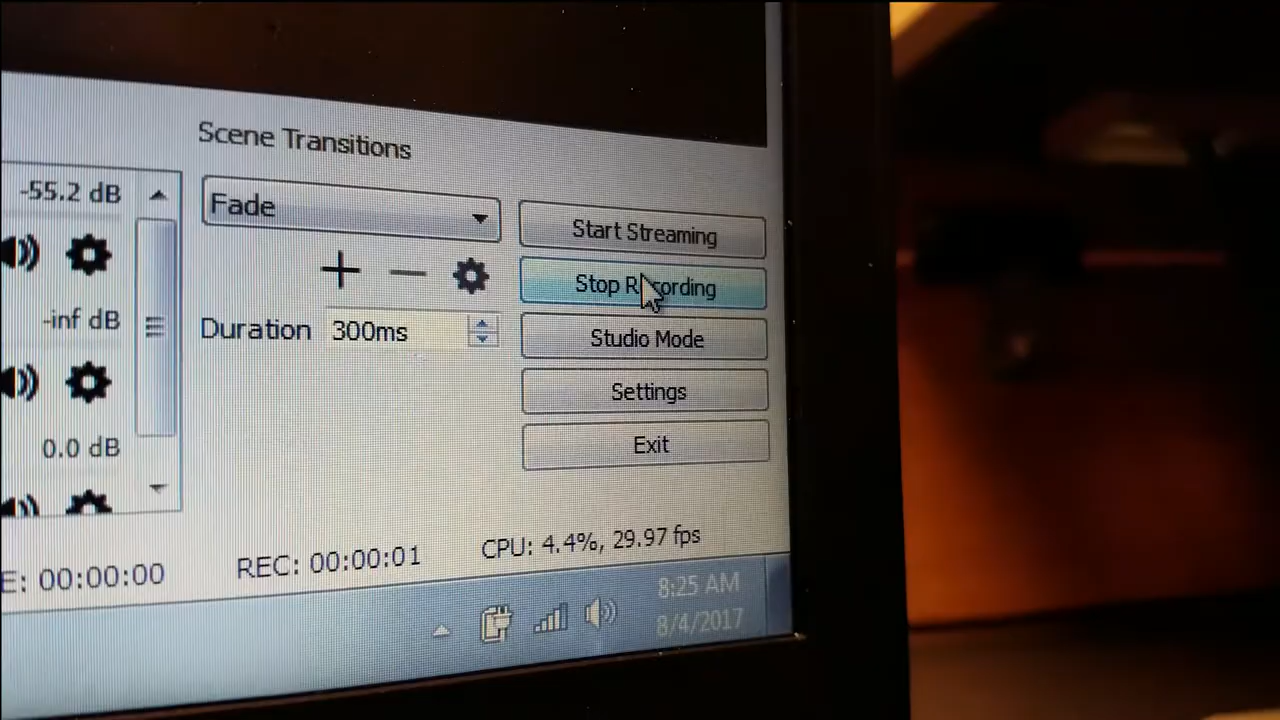 Scene Transitions
-55.2 dB
Fade
Start Streaming
Stop Recording
-inf dB
Duration 300ms
Studio Mode
Settings
0.0 dB
Exit
E: 00:00:00
REC: 00:00:01
CPU: 4.4%, 29.97 fps
8:25 AM
8/4/2017